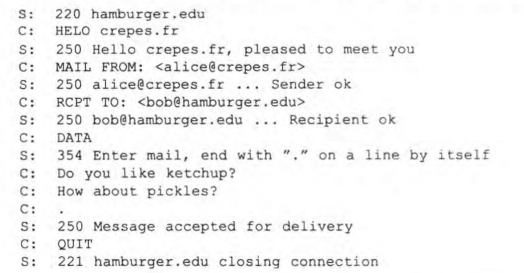 S: 220 hamburger.edu
C: HELO crepes.fr
S: 250 Hello crepes.fr, pleased to meet you
C: MAIL FROM: <alice@crepes.fr>
S: 250 alice@crepes.fr ... Sender ok
C: RCPT TO: <bob@hamburger.edu>
S: 250 bob@hamburger.edu ... Recipient ok
C: DATA
S: 354 Enter mail, end with "." on a line by itself
C: Do you like ketchup?
C: How about pickles?
C: .
S: 250 Message accepted for delivery
C: QUIT
S: 221 hamburger.edu closing connection